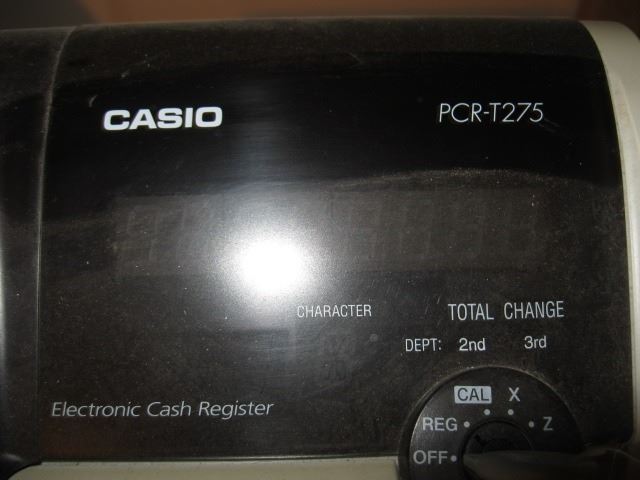 CASIO PCR-T275
CHARACTER TOTAL CHANGE
DEPT: 2nd 3rd
Electronic Cash Register
CAL X
REG Z
OFF